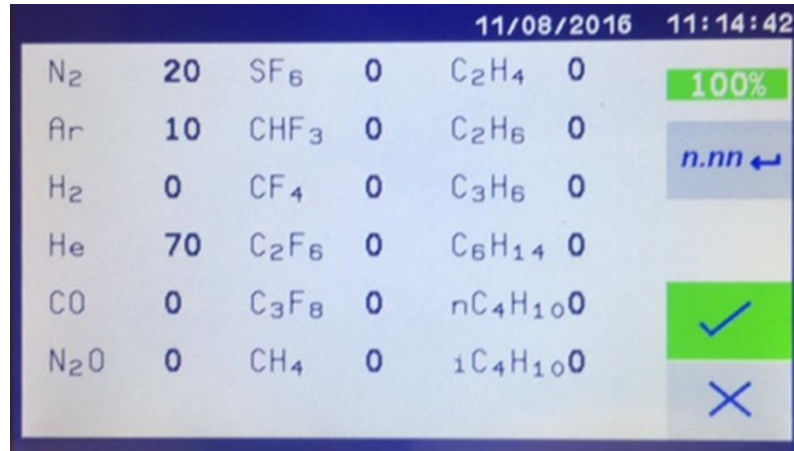 11/08/2016 11:14:42
N₂ 20 SF₆ 0 C₂H₄ 0
100%
Ar 10 CHF₃ 0 C₂H₆ 0
n.nn ↵
H₂ 0 CF₄ 0 C₃H₆ 0
He 70 C₂F₆ 0 C₆H₁₄ 0
CO 0 C₃F₈ 0 nC₄H₁₀ 0
N₂O 0 CH₄ 0 iC₄H₁₀ 0